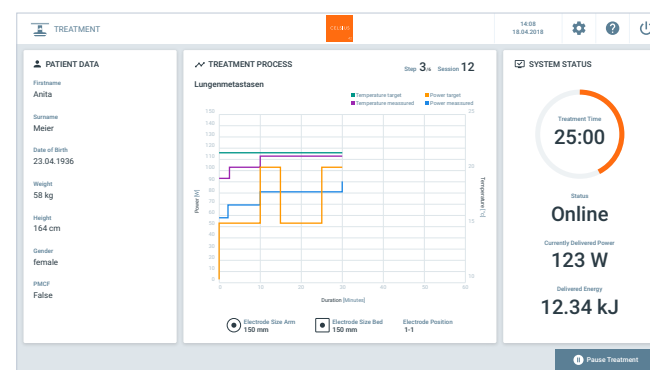 TREATMENT
CELSIUS
14:08
18.04.2018
PATIENT DATA
Firstname
Anita
Surname
Meier
Date of Birth
23.04.1936
Weight
58 kg
Height
164 cm
Gender
female
PMCF
False
TREATMENT PROCESS
Step 3/6 Session 12
Lungenmetastasen
Temperature target
Power target
Temperature meassured
Power meassured
150
140
130
120
110
100
90
80
70
60
50
40
30
20
10
0
Power [W]
25
20
15
10
Temperature [°c]
0 10 20 30 40 50 60
Duration [Minutes]
Electrode Size Arm
150 mm
Electrode Size Bed
150 mm
Electrode Position
1-1
SYSTEM STATUS
Treatment Time
25:00
Status
Online
Currently Delivered Power
123 W
Delivered Energy
12.34 kJ
Pause Treatment